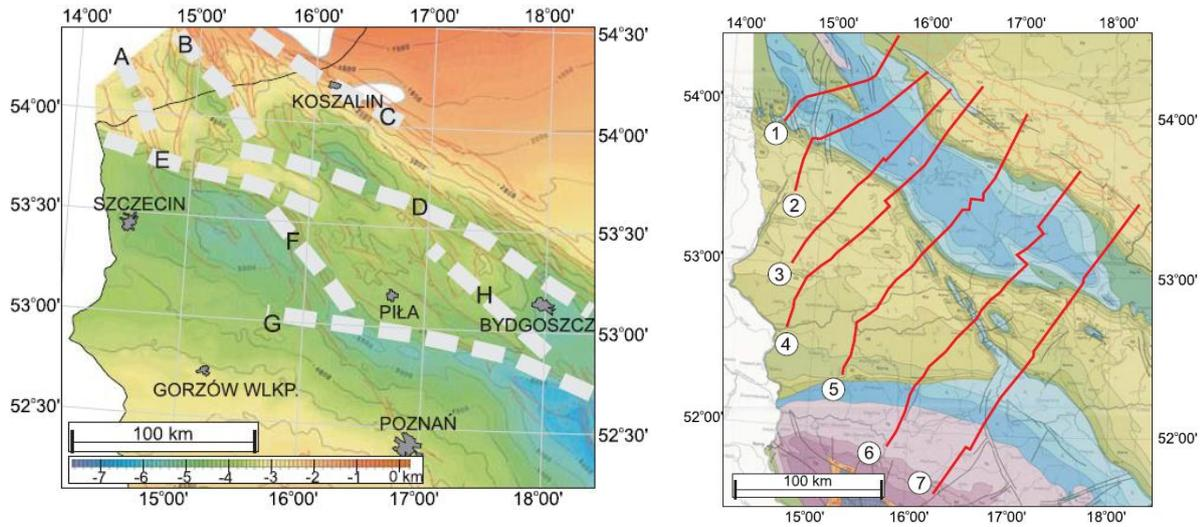 14°00' 15°00' 16°00' 17°00' 18°00'
54°30'
54°00'
54°00'
53°30'
53°30'
53°00'
53°00'
52°30'
52°30'
A
B
C
KOSZALIN
E
SZCZECIN
D
F
H
PIŁA
G
BYDGOSZCZ
GORZÓW WLKP.
POZNAŃ
100 km
-7 -6 -5 -4 -3 -2 -1 0 km
15°00' 16°00' 17°00' 18°00'
14°00' 15°00' 16°00' 17°00' 18°00'
54°00'
54°00'
53°00'
53°00'
52°00'
52°00'
1
2
3
4
5
6
7
100 km
15°00' 16°00' 17°00' 18°00'